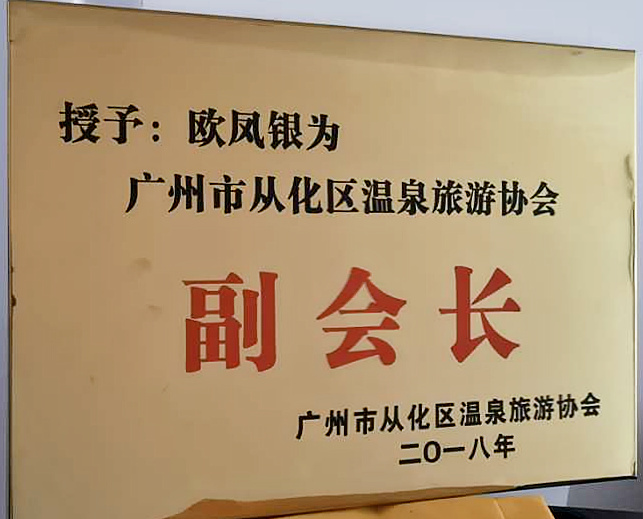 授予：欧凤银为
广州市从化区温泉旅游协会
副会长
广州市从化区温泉旅游协会
二〇一八年